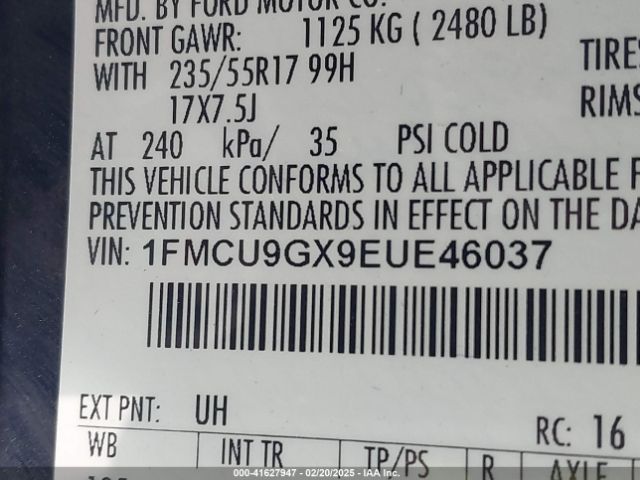 MFD. BY FORD MOTOR CO.
FRONT GAWR: 1125 KG ( 2480 LB)
WITH 235/55R17 99H TIRES
17X7.5J RIMS
AT 240 kPa/ 35 PSI COLD
THIS VEHICLE CONFORMS TO ALL APPLICABLE F
PREVENTION STANDARDS IN EFFECT ON THE DA
VIN: 1FMCU9GX9EUE46037
EXT PNT: UH RC: 16
WB INT TR TP/PS R AXLE
000-41627947 - 02/20/2025 - IAA Inc.